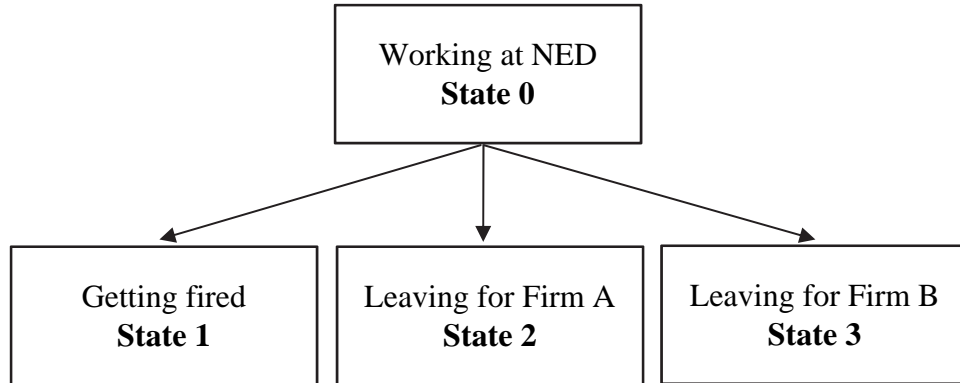 Working at NED
State 0
Getting fired
State 1
Leaving for Firm A
State 2
Leaving for Firm B
State 3